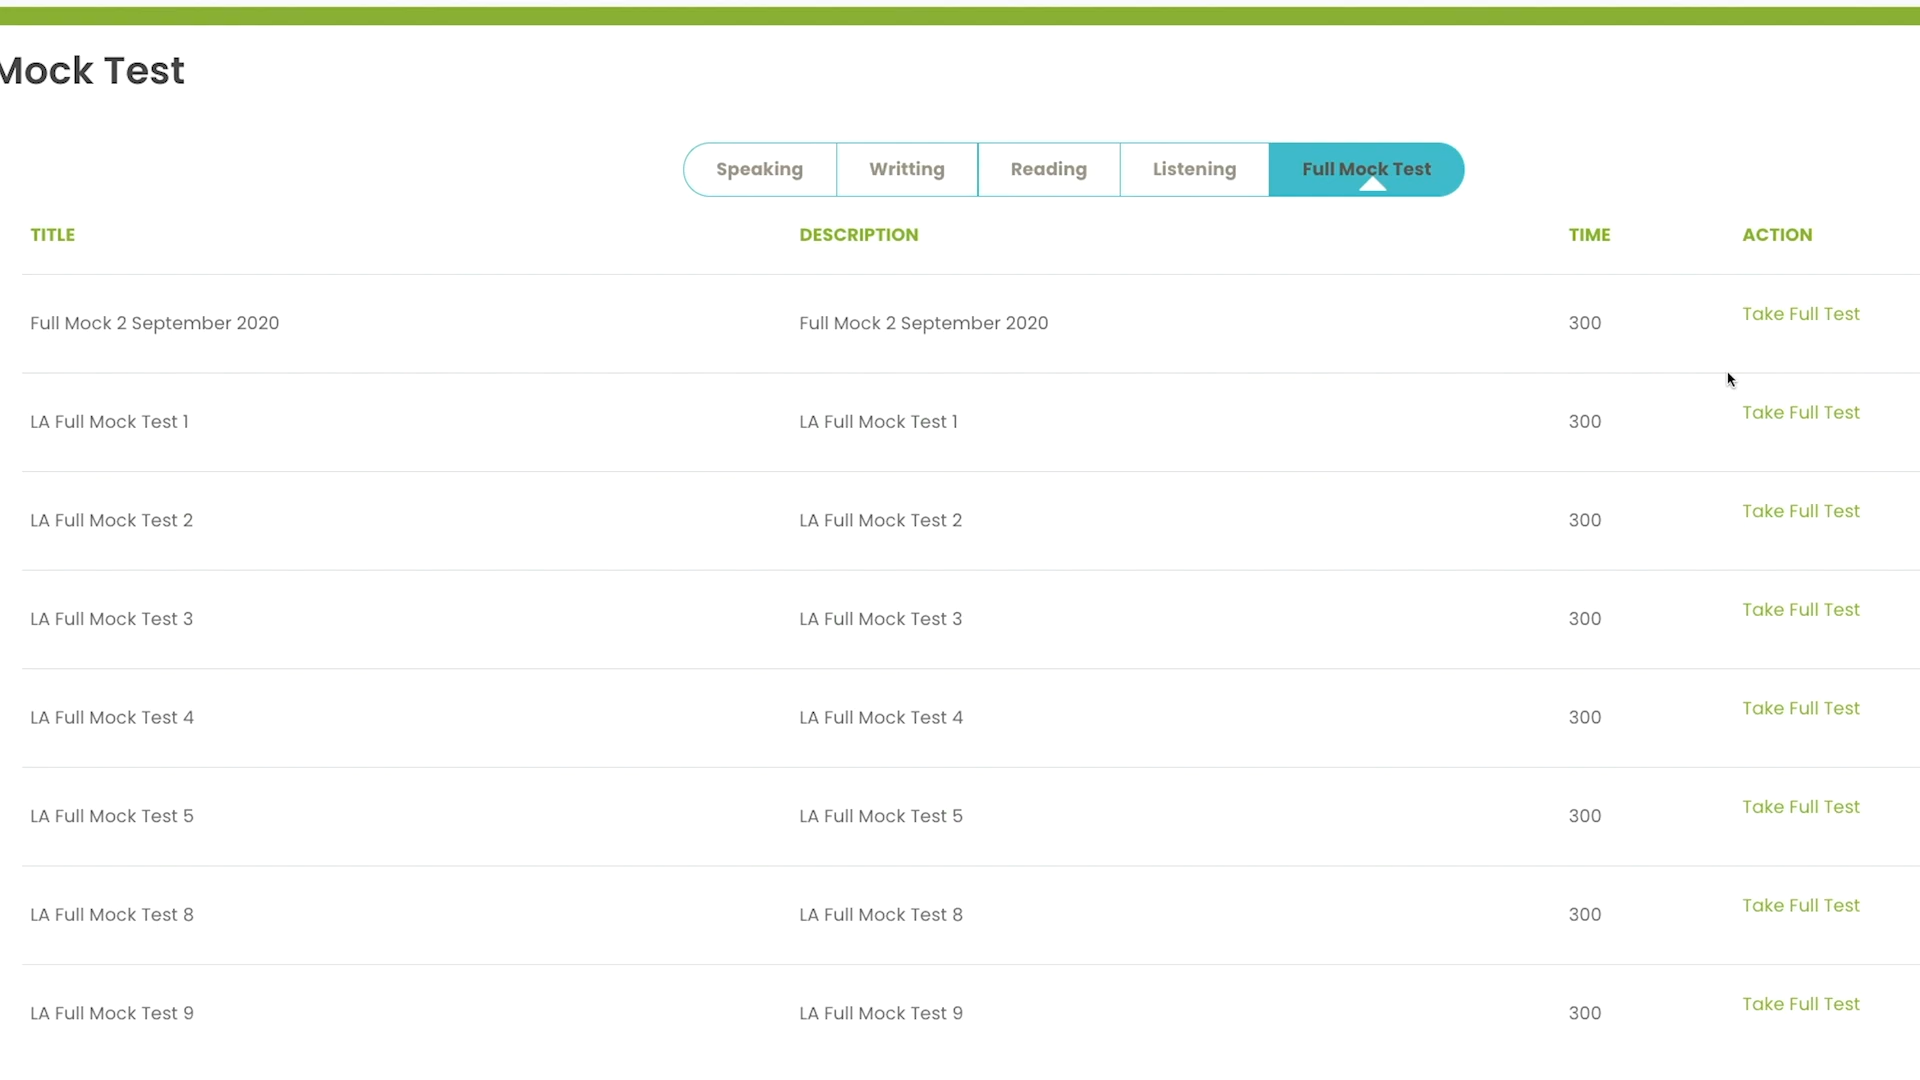 Mock Test
Speaking Writting Reading Listening Full Mock Test
TITLE DESCRIPTION TIME ACTION
Full Mock 2 September 2020 Full Mock 2 September 2020 300 Take Full Test
LA Full Mock Test 1 LA Full Mock Test 1 300 Take Full Test
LA Full Mock Test 2 LA Full Mock Test 2 300 Take Full Test
LA Full Mock Test 3 LA Full Mock Test 3 300 Take Full Test
LA Full Mock Test 4 LA Full Mock Test 4 300 Take Full Test
LA Full Mock Test 5 LA Full Mock Test 5 300 Take Full Test
LA Full Mock Test 8 LA Full Mock Test 8 300 Take Full Test
LA Full Mock Test 9 LA Full Mock Test 9 300 Take Full Test